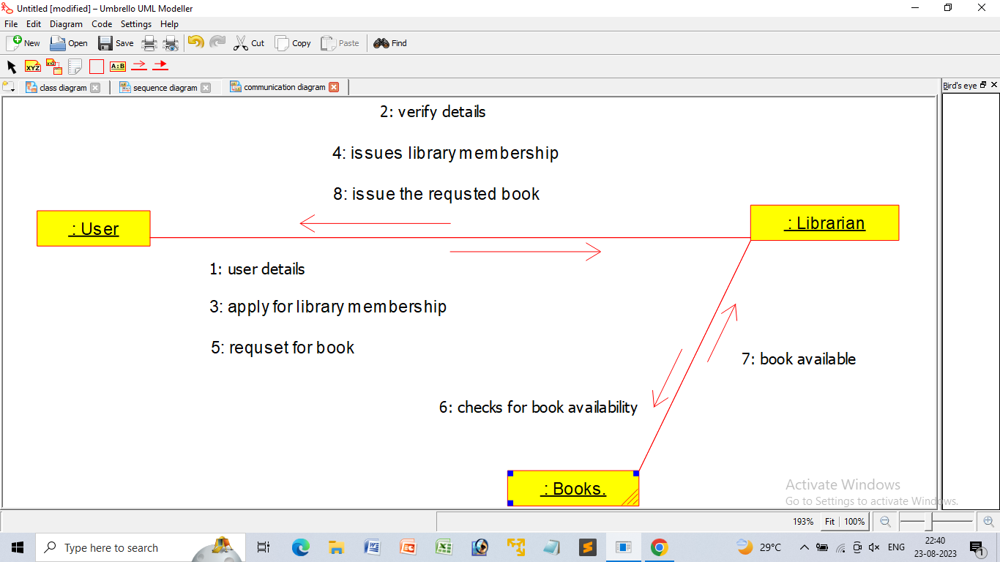 Untitled [modified] – Umbrello UML Modeller
File Edit Diagram Code Settings Help
New Open Save Cut Copy Paste Find
XYZ XYZ A:B
class diagram sequence diagram communication diagram Bird's eye
2: verify details
4: issues library membership
8: issue the requsted book
: User
: Librarian
1: user details
3: apply for library membership
5: requset for book
7: book available
6: checks for book availability
: Books.
Activate Windows
Go to Settings to activate Windows.
193% Fit 100%
Type here to search
29°C ENG 22:40
23-08-2023
1